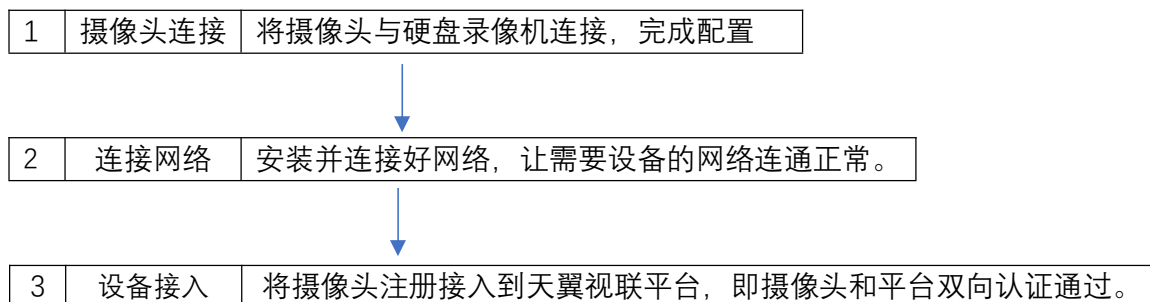 1 摄像头连接 将摄像头与硬盘录像机连接，完成配置
2 连接网络 安装并连接好网络，让需要设备的网络连通正常。
3 设备接入 将摄像头注册接入到天翼视联平台，即摄像头和平台双向认证通过。